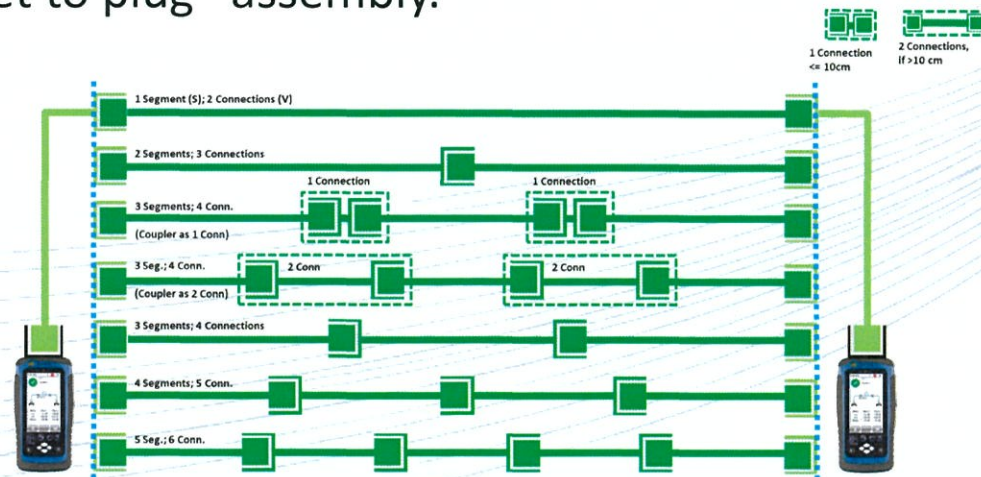 et to plug" assembly.
1 Connection
<= 10cm
2 Connections,
if >10 cm
1 Segment (S); 2 Connections (V)
2 Segments; 3 Connections
1 Connection
1 Connection
3 Segments; 4 Conn.
(Coupler as 1 Conn)
3 Seg.; 4 Conn.
2 Conn
2 Conn
(Coupler as 2 Conn)
3 Segments; 4 Connections
4 Segments; 5 Conn.
5 Seg.; 6 Conn.